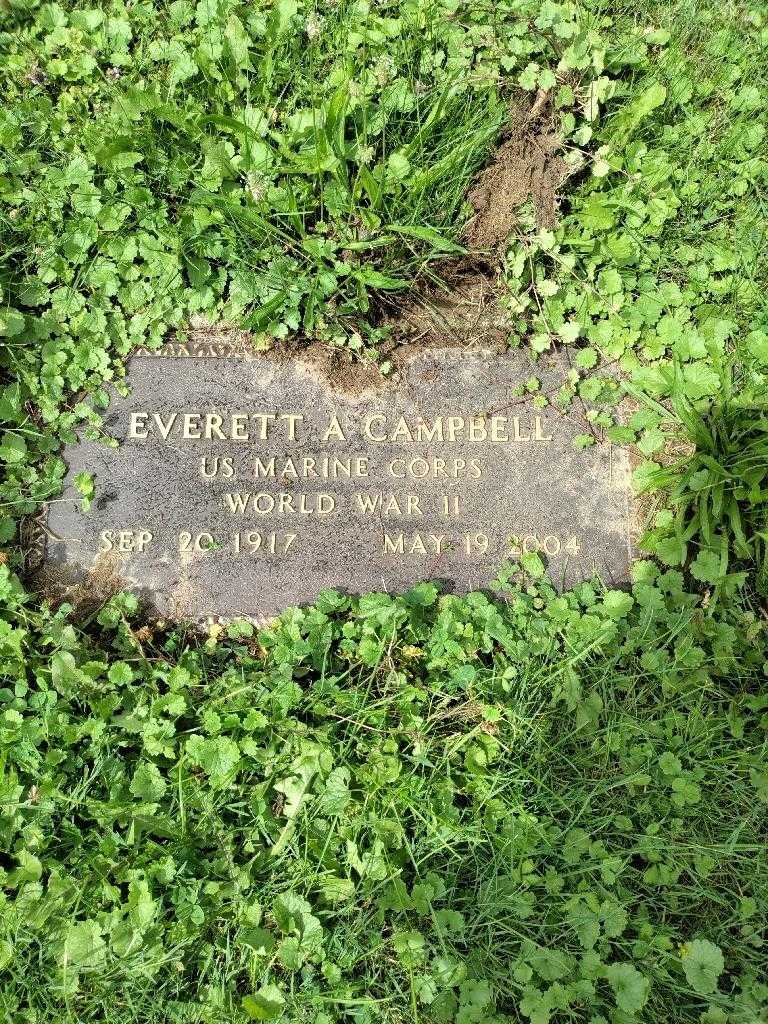 EVERETT A CAMPBELL
US MARINE CORPS
WORLD WAR II
SEP 20 1917 MAY 19 2004